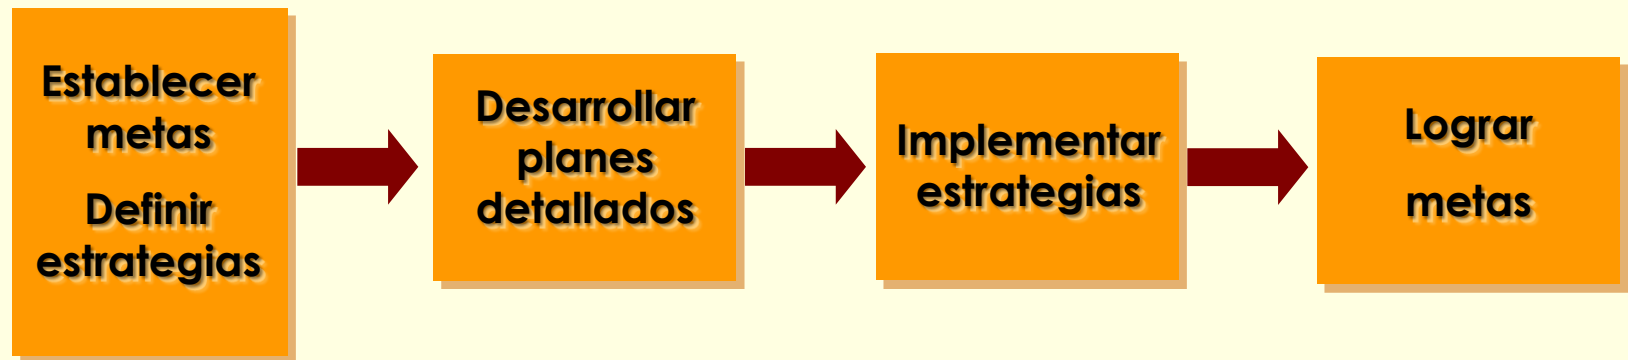 Establecer
metas
Definir
estrategias
Desarrollar
planes
detallados
Implementar
estrategias
Lograr
metas